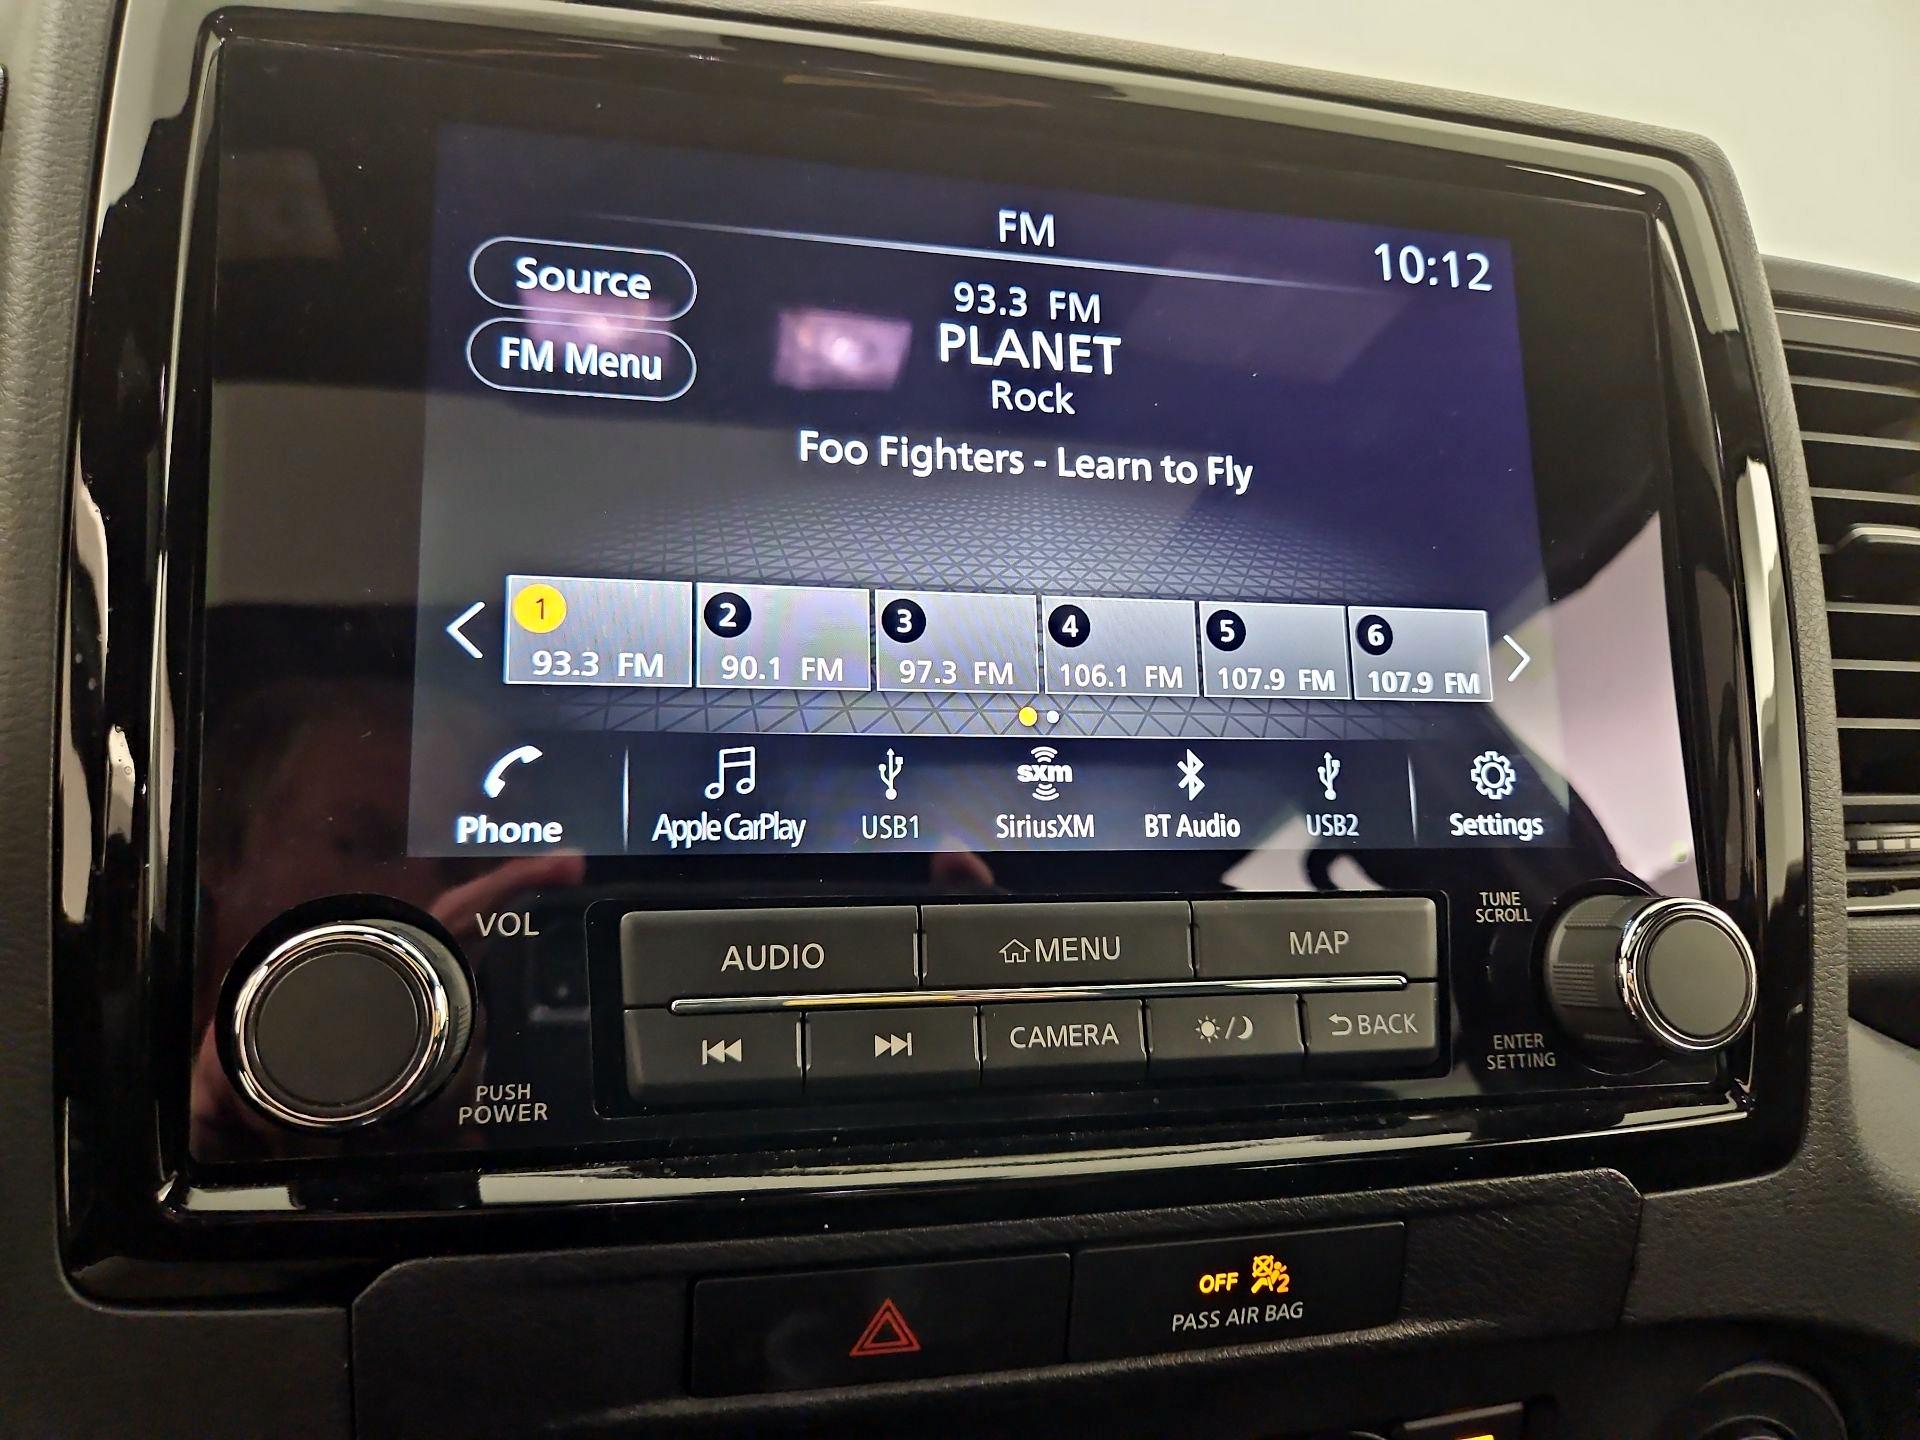 FM
10:12
Source
FM Menu
93.3 FM
PLANET
Rock
Foo Fighters - Learn to Fly
1
93.3 FM
2
90.1 FM
3
97.3 FM
4
106.1 FM
5
107.9 FM
6
107.9 FM
Phone
Apple CarPlay
USB1
sxm
SiriusXM
BT Audio
USB2
Settings
VOL
PUSH
POWER
AUDIO
MENU
MAP
CAMERA
/
BACK
TUNE
SCROLL
ENTER
SETTING
OFF 2
PASS AIR BAG